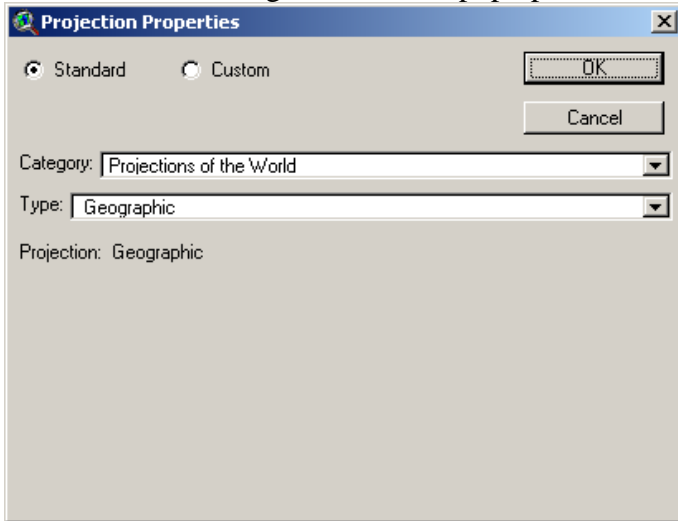 Projection Properties
Standard Custom OK
Cancel
Category: Projections of the World
Type: Geographic
Projection: Geographic